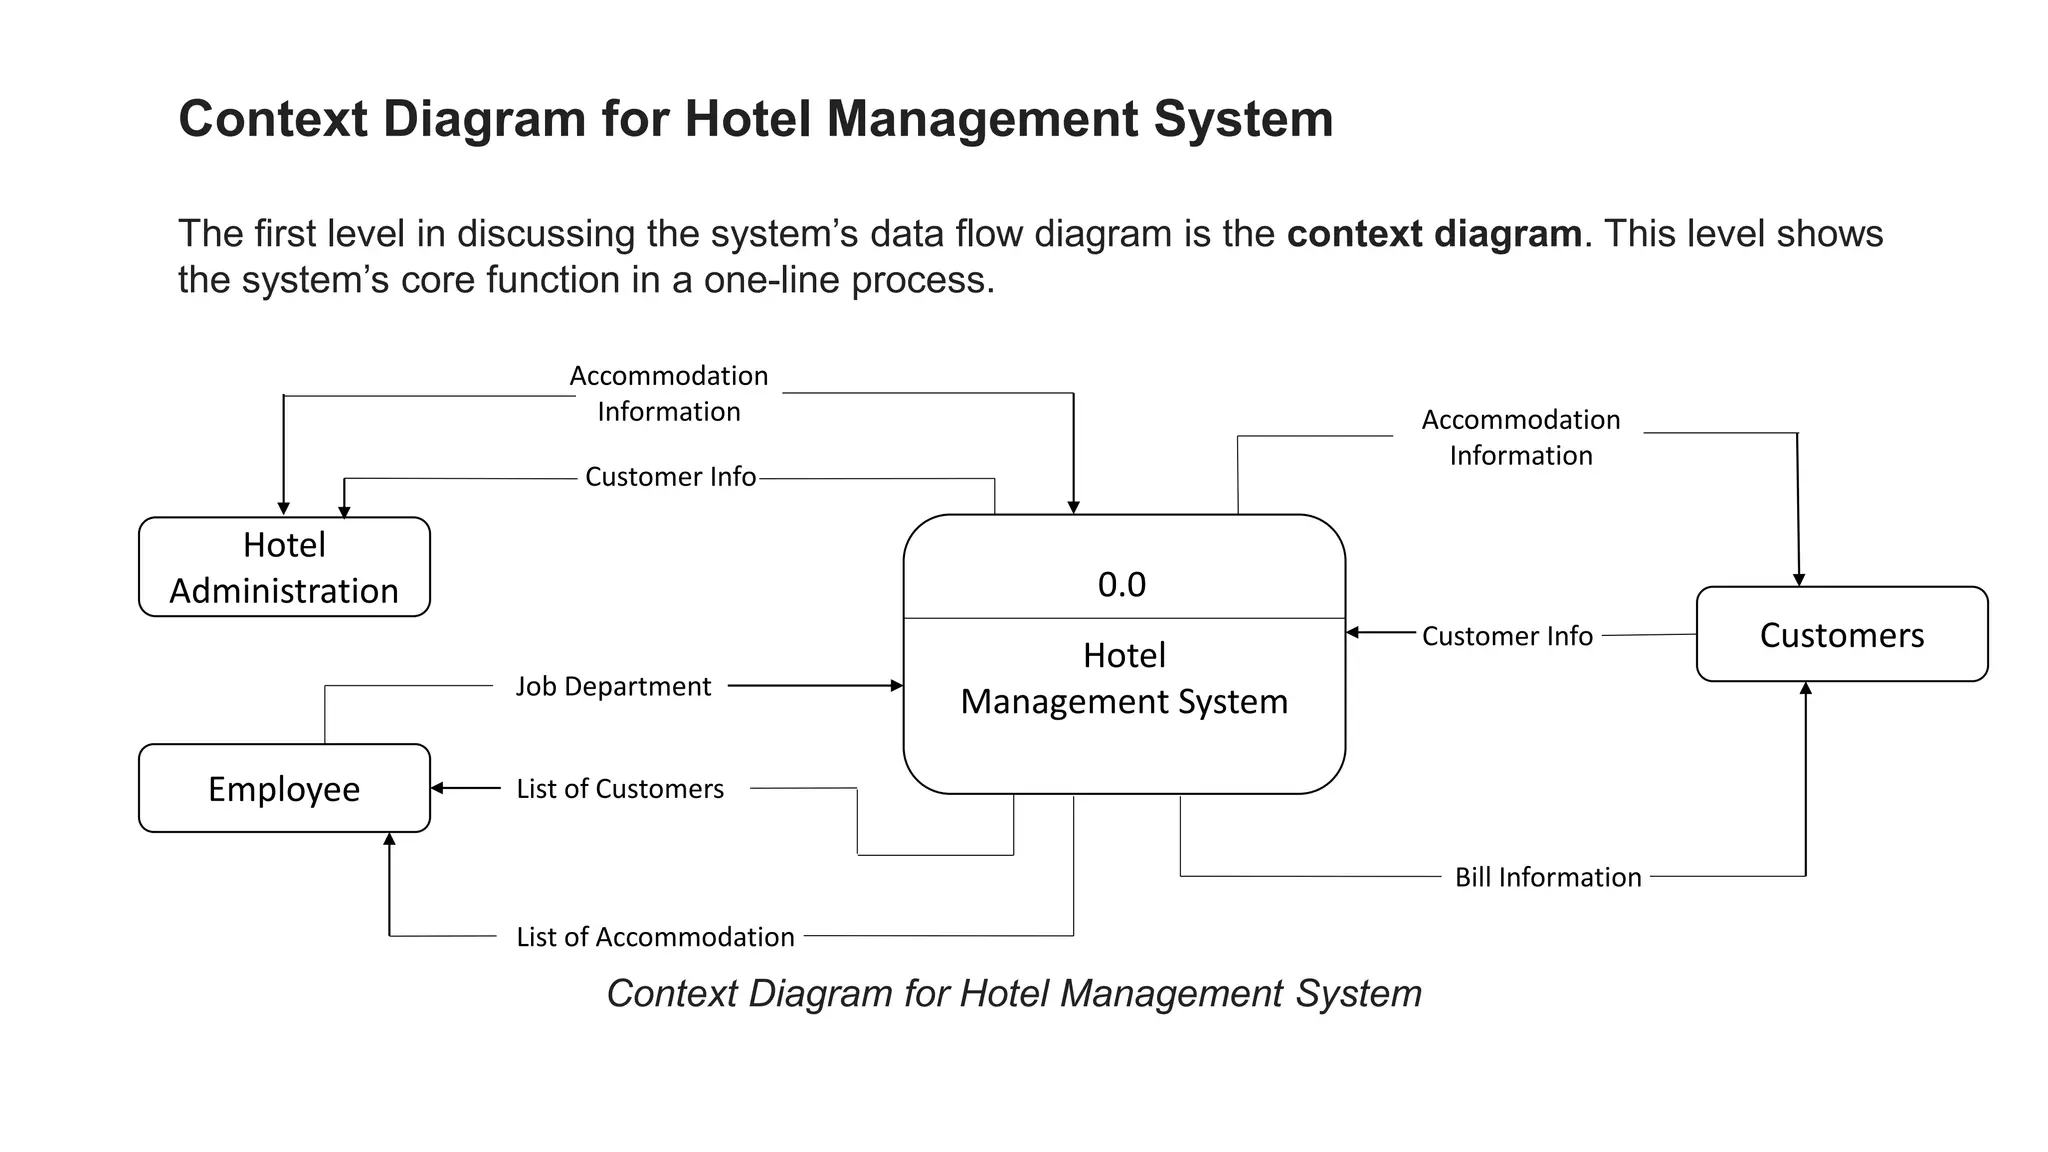 Context Diagram for Hotel Management System
The first level in discussing the system’s data flow diagram is the context diagram. This level shows
the system’s core function in a one-line process.
Accommodation
Information
Accommodation
Information
Customer Info
Hotel
Administration
0.0
Hotel
Management System
Customer Info
Customers
Job Department
Employee
List of Customers
Bill Information
List of Accommodation
Context Diagram for Hotel Management System